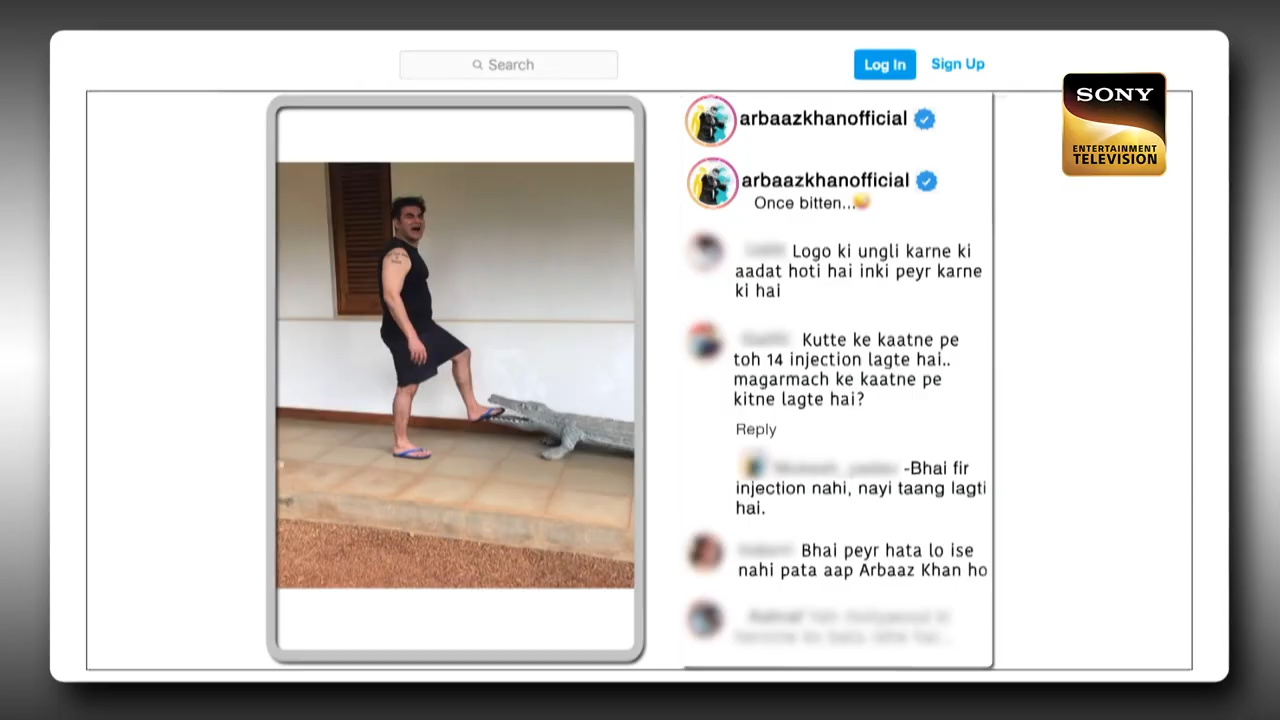 Search
Log In
Sign Up
SONY
ENTERTAINMENT
TELEVISION
arbaazkhanofficial
arbaazkhanofficial
Once bitten...
Logo ki ungli karne ki
aadat hoti hai inki peyr karne
ki hai
Kutte ke kaatne pe
toh 14 injection lagte hai..
magarmach ke kaatne pe
kitne lagte hai?
Reply
-Bhai fir
injection nahi, nayi taang lagti
hai.
Bhai peyr hata lo ise
nahi pata aap Arbaaz Khan ho